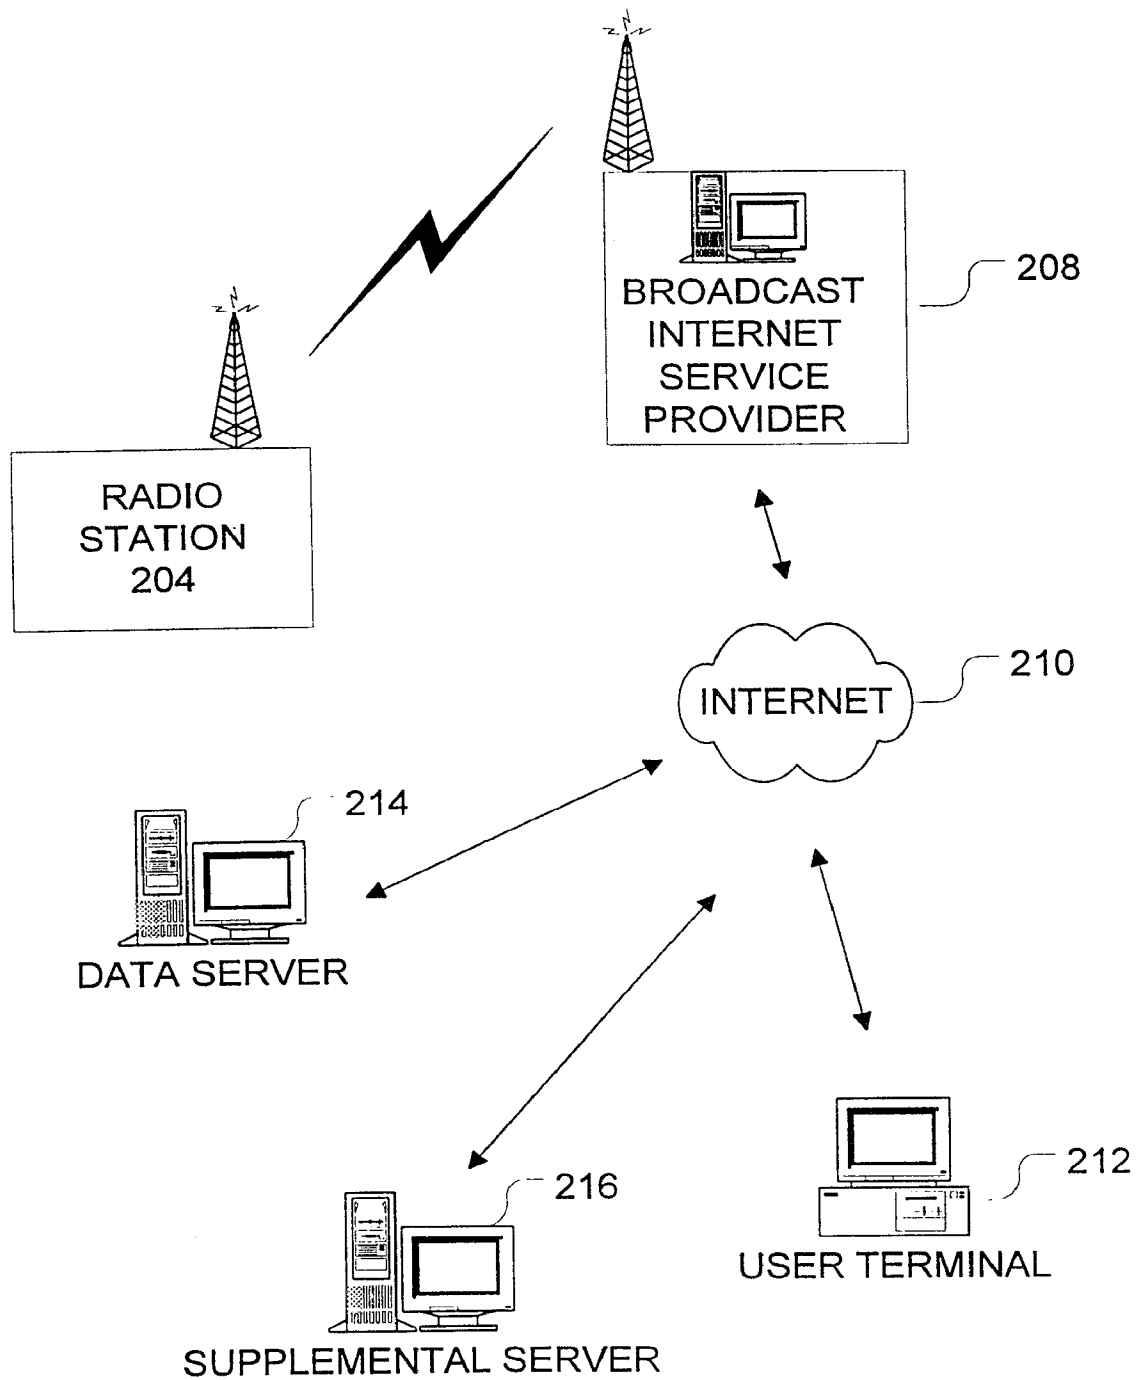 208
BROADCAST
INTERNET
SERVICE
PROVIDER
RADIO
STATION
204
210
INTERNET
214
DATA SERVER
212
216
USER TERMINAL
SUPPLEMENTAL SERVER